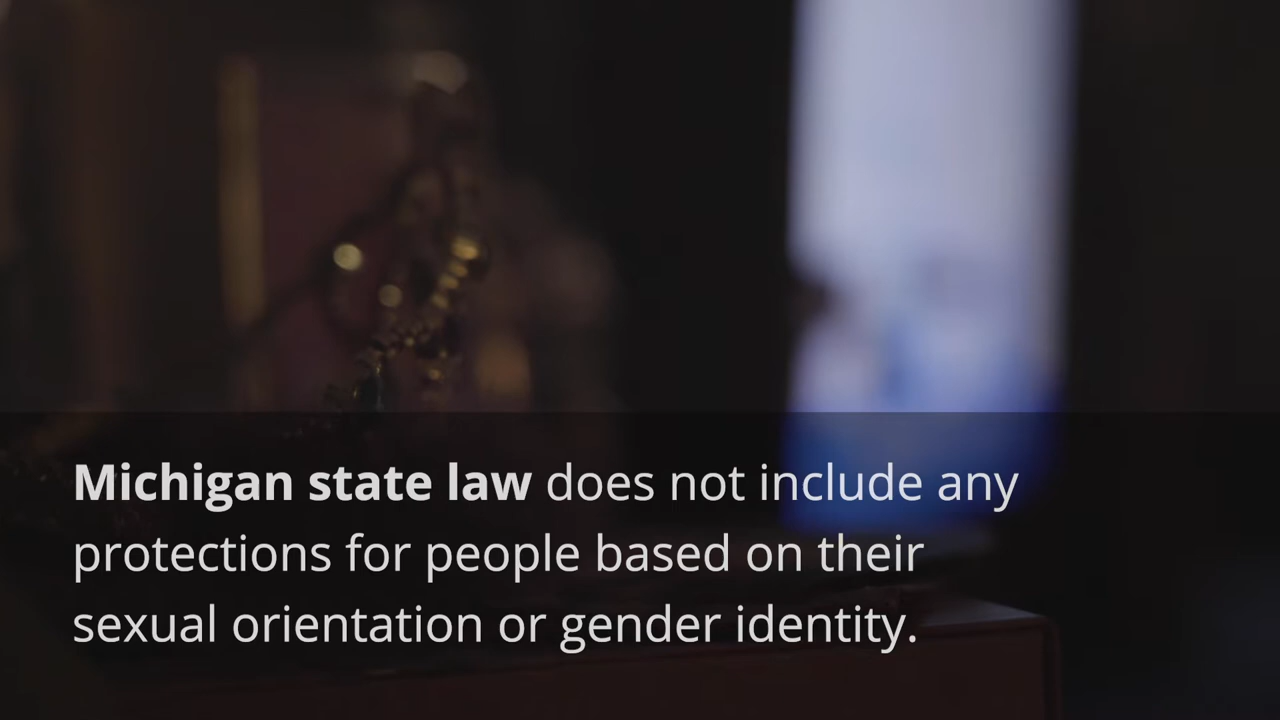 Michigan state law does not include any
protections for people based on their
sexual orientation or gender identity.